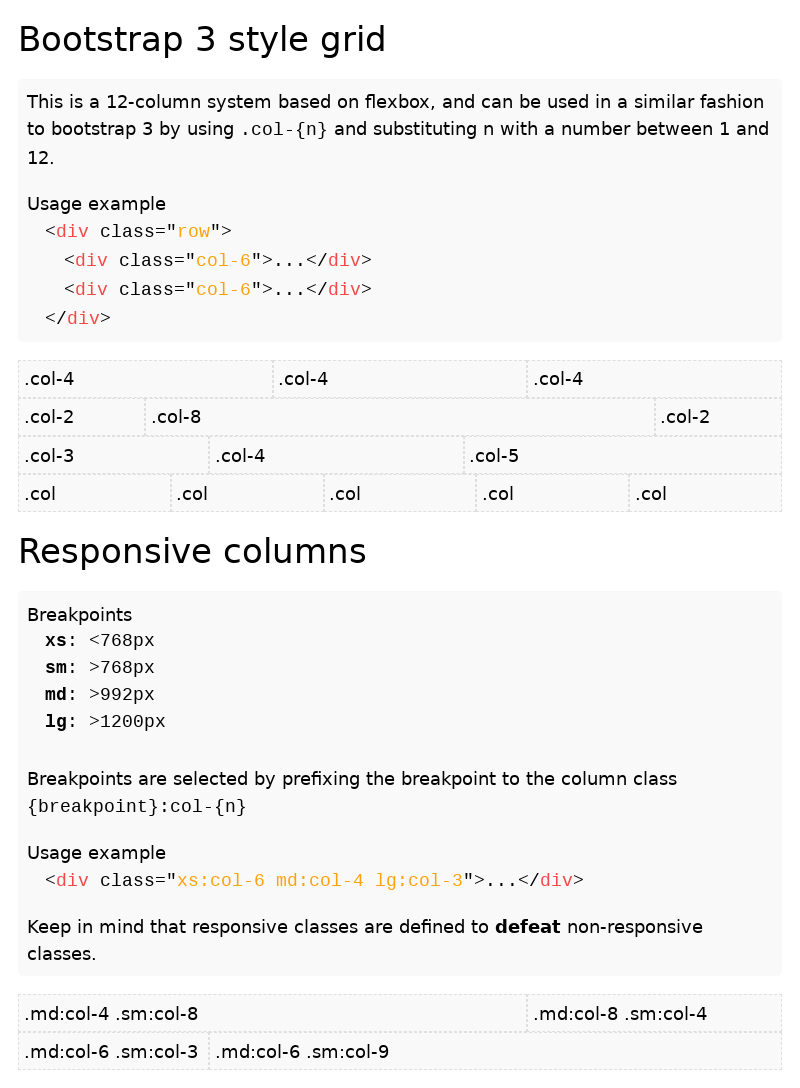 Bootstrap 3 style grid
This is a 12-column system based on flexbox, and can be used in a similar fashion
to bootstrap 3 by using .col-{n} and substituting n with a number between 1 and
12.
Usage example
<div class="row">
<div class="col-6">...</div>
<div class="col-6">...</div>
</div>
.col-4 .col-4 .col-4
.col-2 .col-8 .col-2
.col-3 .col-4 .col-5
.col .col .col .col .col
Responsive columns
Breakpoints
xs: <768px
sm: >768px
md: >992px
lg: >1200px
Breakpoints are selected by prefixing the breakpoint to the column class
{breakpoint}:col-{n}
Usage example
<div class="xs:col-6 md:col-4 lg:col-3">...</div>
Keep in mind that responsive classes are defined to defeat non-responsive
classes.
.md:col-4 .sm:col-8 .md:col-8 .sm:col-4
.md:col-6 .sm:col-3 .md:col-6 .sm:col-9